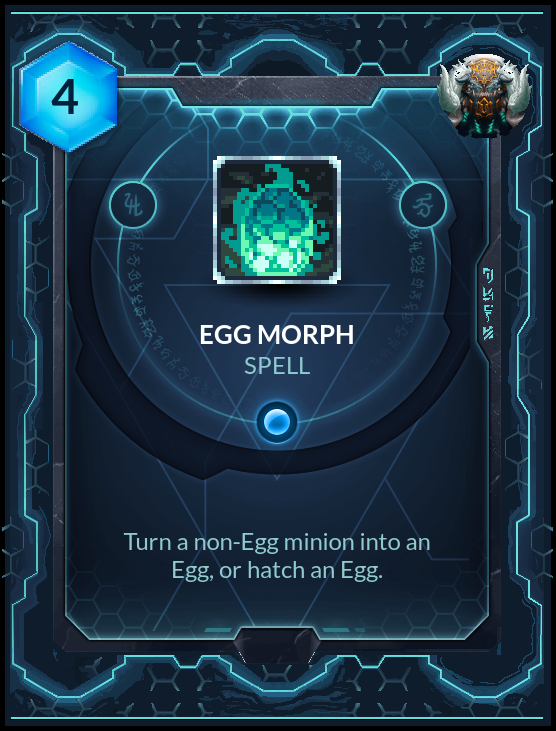 4
EGG MORPH
SPELL
Turn a non-Egg minion into an
Egg, or hatch an Egg.